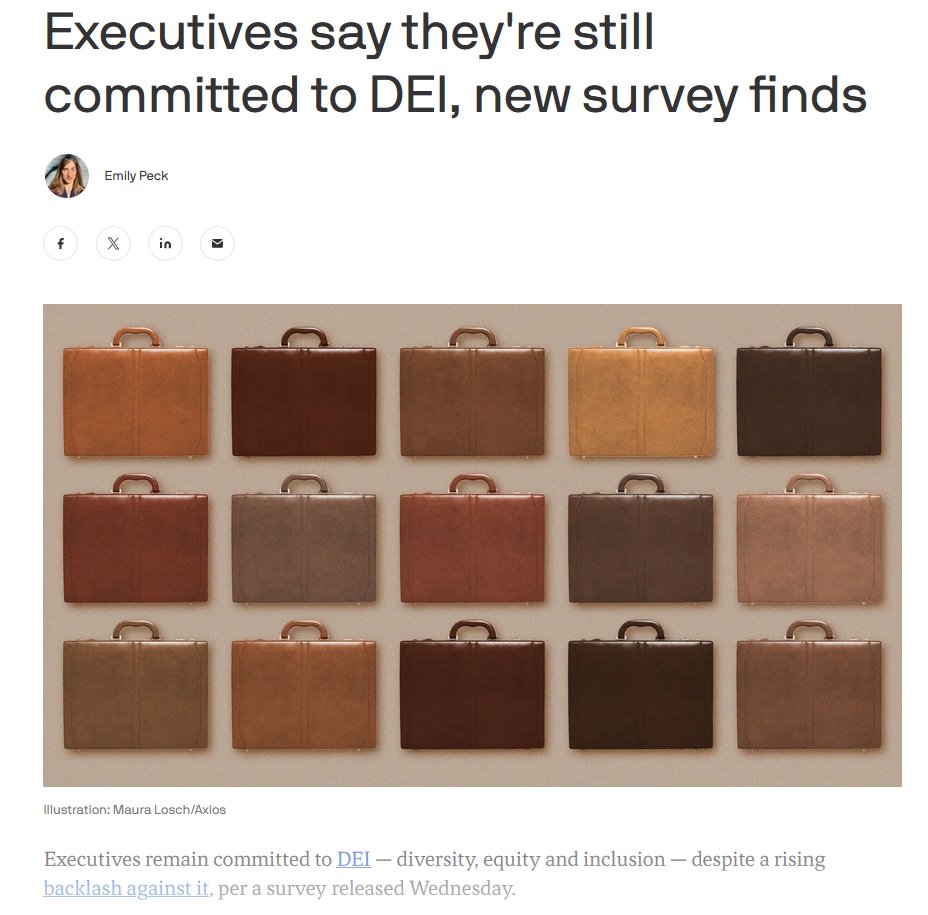 Executives say they're still
committed to DEI, new survey finds
Emily Peck
Illustration: Maura Losch/Axios
Executives remain committed to DEI — diversity, equity and inclusion — despite a rising
backlash against it, per a survey released Wednesday.